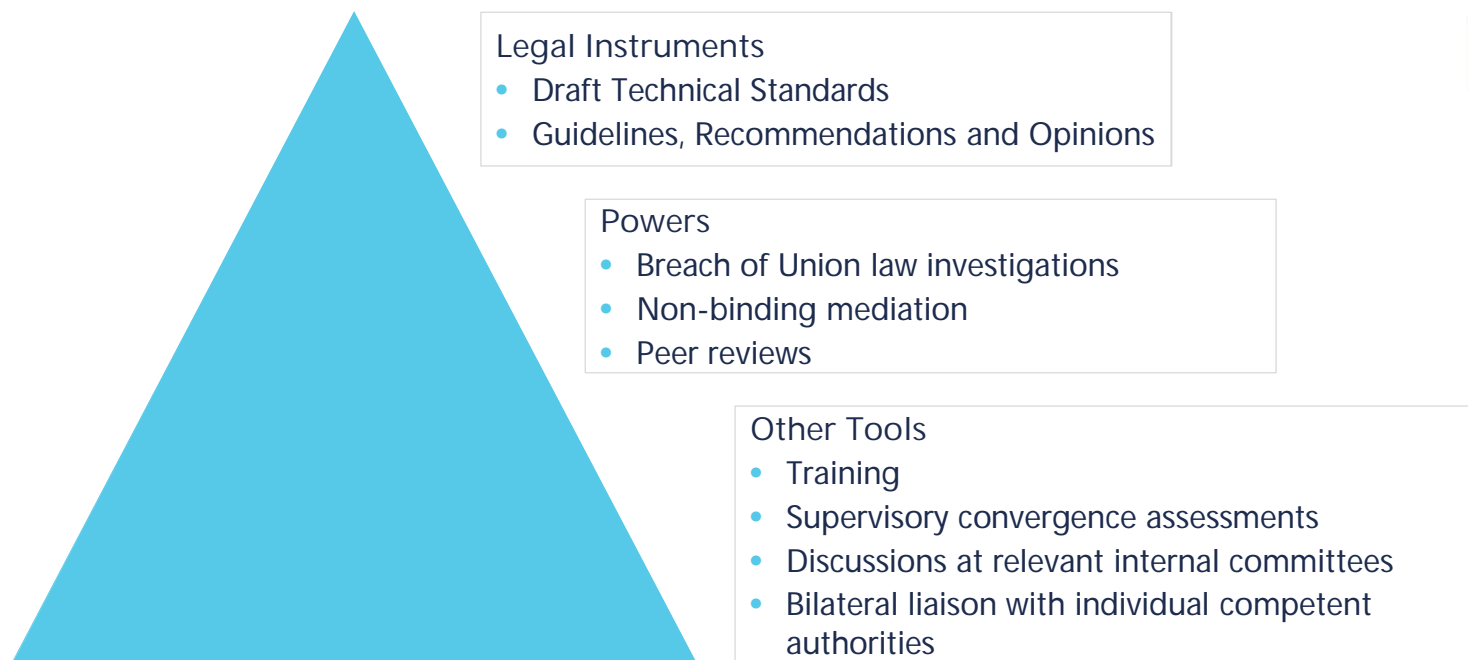 Legal Instruments
• Draft Technical Standards
• Guidelines, Recommendations and Opinions
Powers
• Breach of Union law investigations
• Non-binding mediation
• Peer reviews
Other Tools
• Training
• Supervisory convergence assessments
• Discussions at relevant internal committees
• Bilateral liaison with individual competent
authorities